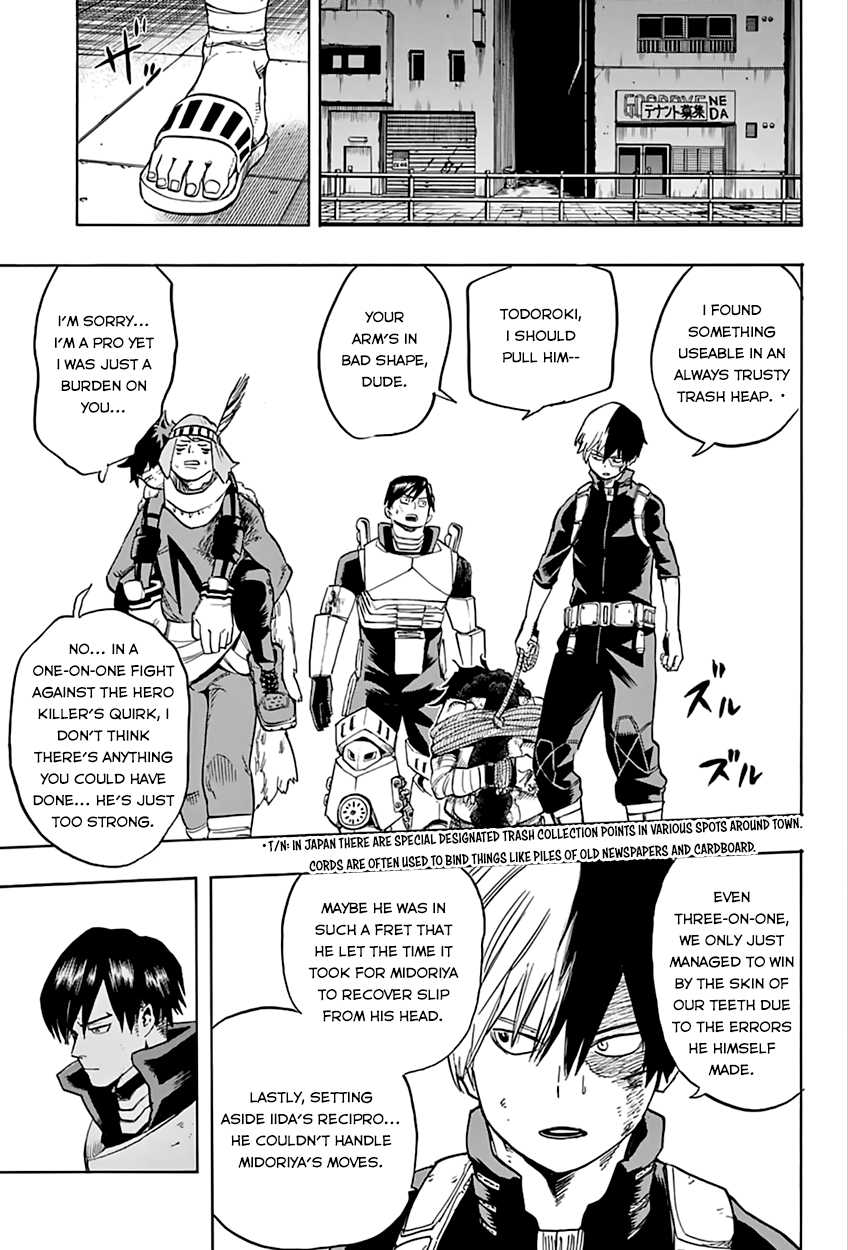 GOODBYE
テナント募集
NE
DA
ザッ
I FOUND
SOMETHING
USEABLE IN AN
ALWAYS TRUSTY
TRASH HEAP. *
TODOROKI,
I SHOULD
PULL HIM--
YOUR
ARM'S IN
BAD SHAPE,
DUDE.
I'M SORRY...
I'M A PRO YET
I WAS JUST A
BURDEN ON
YOU...
NO... IN A
ONE-ON-ONE FIGHT
AGAINST THE HERO
KILLER'S QUIRK, I
DON'T THINK
THERE'S ANYTHING
YOU COULD HAVE
DONE... HE'S JUST
TOO STRONG.
ズル
ズル
*T/N: IN JAPAN THERE ARE SPECIAL DESIGNATED TRASH COLLECTION POINTS IN VARIOUS SPOTS AROUND TOWN.
CORDS ARE OFTEN USED TO BIND THINGS LIKE PILES OF OLD NEWSPAPERS AND CARDBOARD.
EVEN
THREE-ON-ONE,
WE ONLY JUST
MANAGED TO WIN
BY THE SKIN OF
OUR TEETH DUE
TO THE ERRORS
HE HIMSELF
MADE.
MAYBE HE WAS IN
SUCH A FRET THAT
HE LET THE TIME IT
TOOK FOR MIDORIYA
TO RECOVER SLIP
FROM HIS HEAD.
LASTLY, SETTING
ASIDE IIDA'S RECIPRO...
HE COULDN'T HANDLE
MIDORIYA'S MOVES.